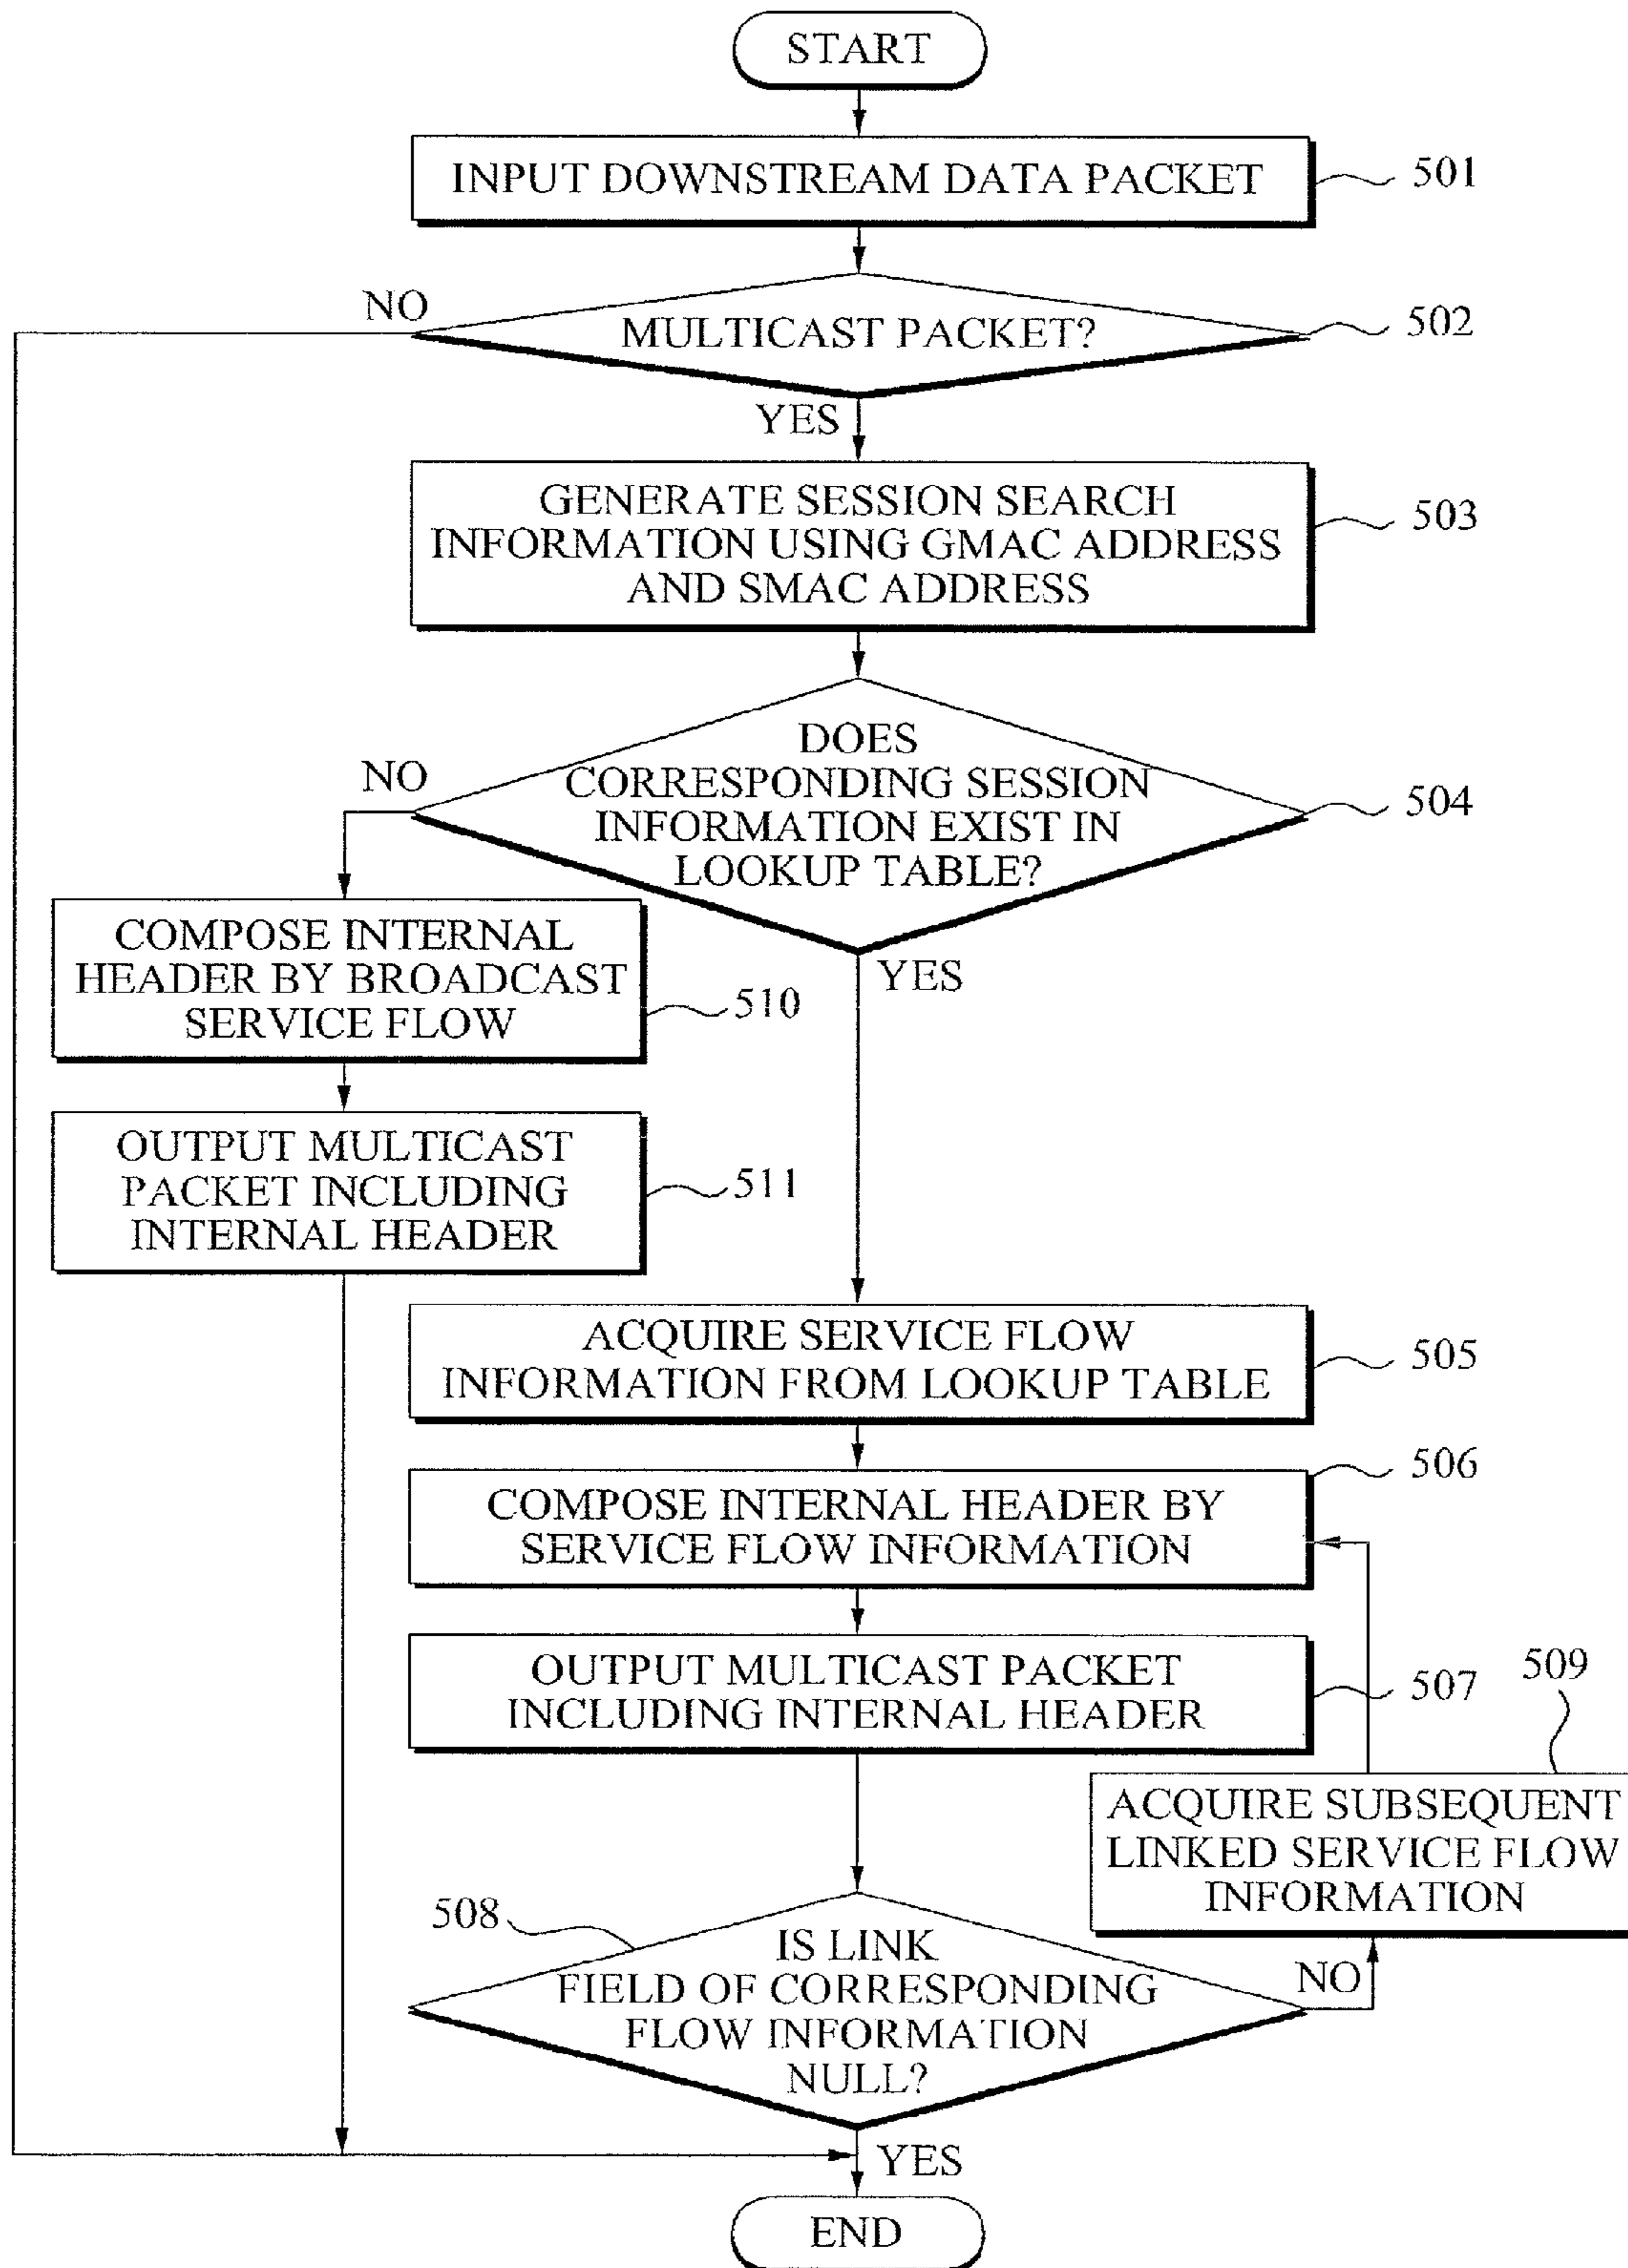 START
INPUT DOWNSTREAM DATA PACKET
501
NO
MULTICAST PACKET?
502
YES
GENERATE SESSION SEARCH
INFORMATION USING GMAC ADDRESS
AND SMAC ADDRESS
503
NO
DOES
CORRESPONDING SESSION
INFORMATION EXIST IN
LOOKUP TABLE?
504
YES
COMPOSE INTERNAL
HEADER BY BROADCAST
SERVICE FLOW
510
OUTPUT MULTICAST
PACKET INCLUDING
INTERNAL HEADER
511
ACQUIRE SERVICE FLOW
INFORMATION FROM LOOKUP TABLE
505
506
COMPOSE INTERNAL HEADER BY
SERVICE FLOW INFORMATION
OUTPUT MULTICAST PACKET
INCLUDING INTERNAL HEADER
507
509
ACQUIRE SUBSEQUENT
LINKED SERVICE FLOW
INFORMATION
508
IS LINK
FIELD OF CORRESPONDING
FLOW INFORMATION
NULL?
NO
YES
END